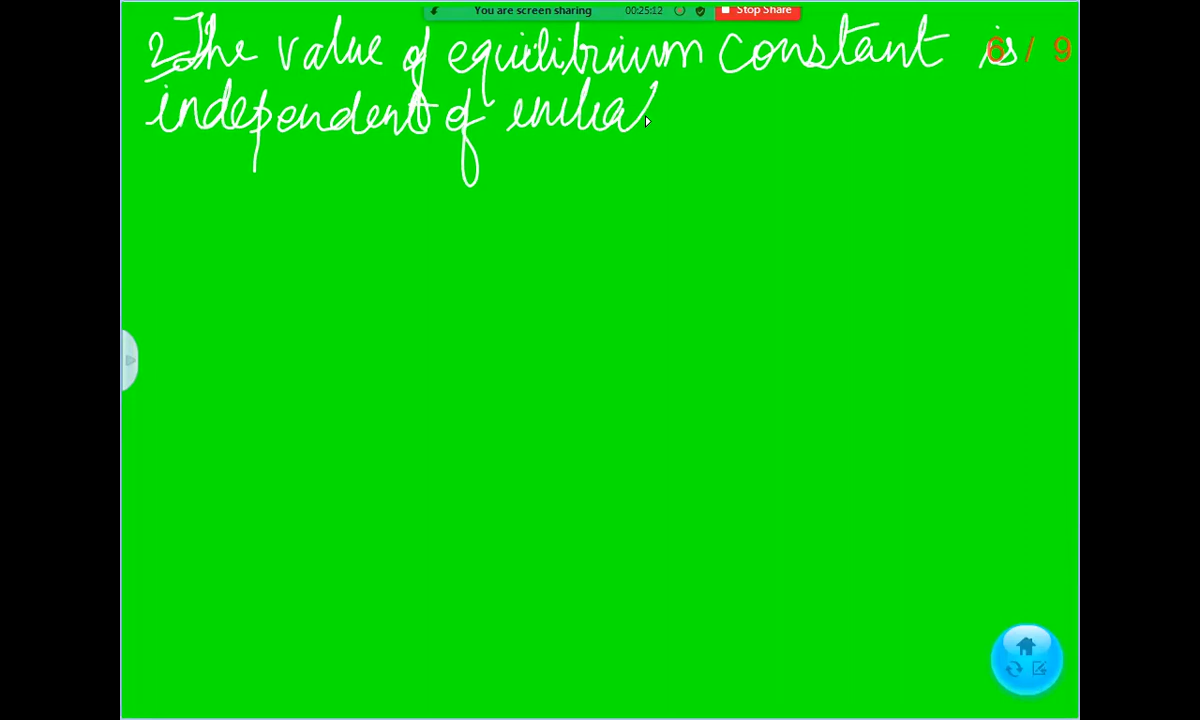 You are screen sharing 00:25:12 Stop Share
2. The value of equilibrium constant is 6 / 9
independent of inita